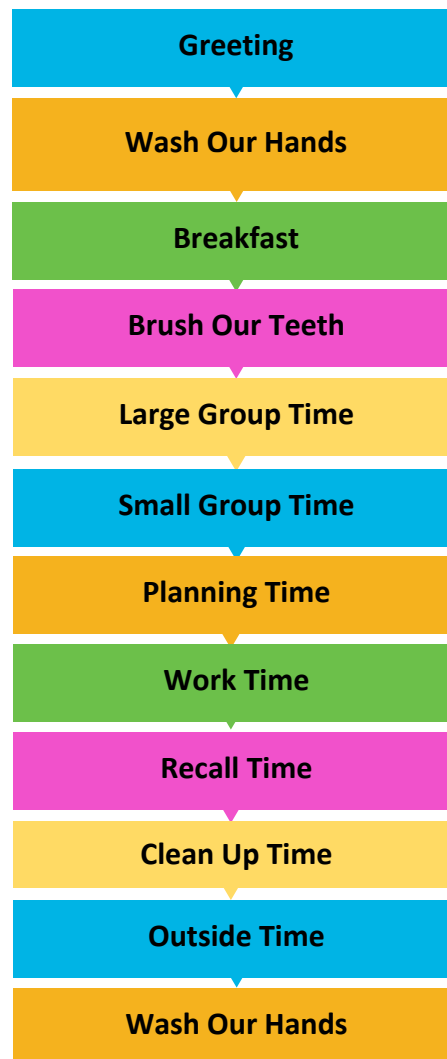 Greeting
Wash Our Hands
Breakfast
Brush Our Teeth
Large Group Time
Small Group Time
Planning Time
Work Time
Recall Time
Clean Up Time
Outside Time
Wash Our Hands